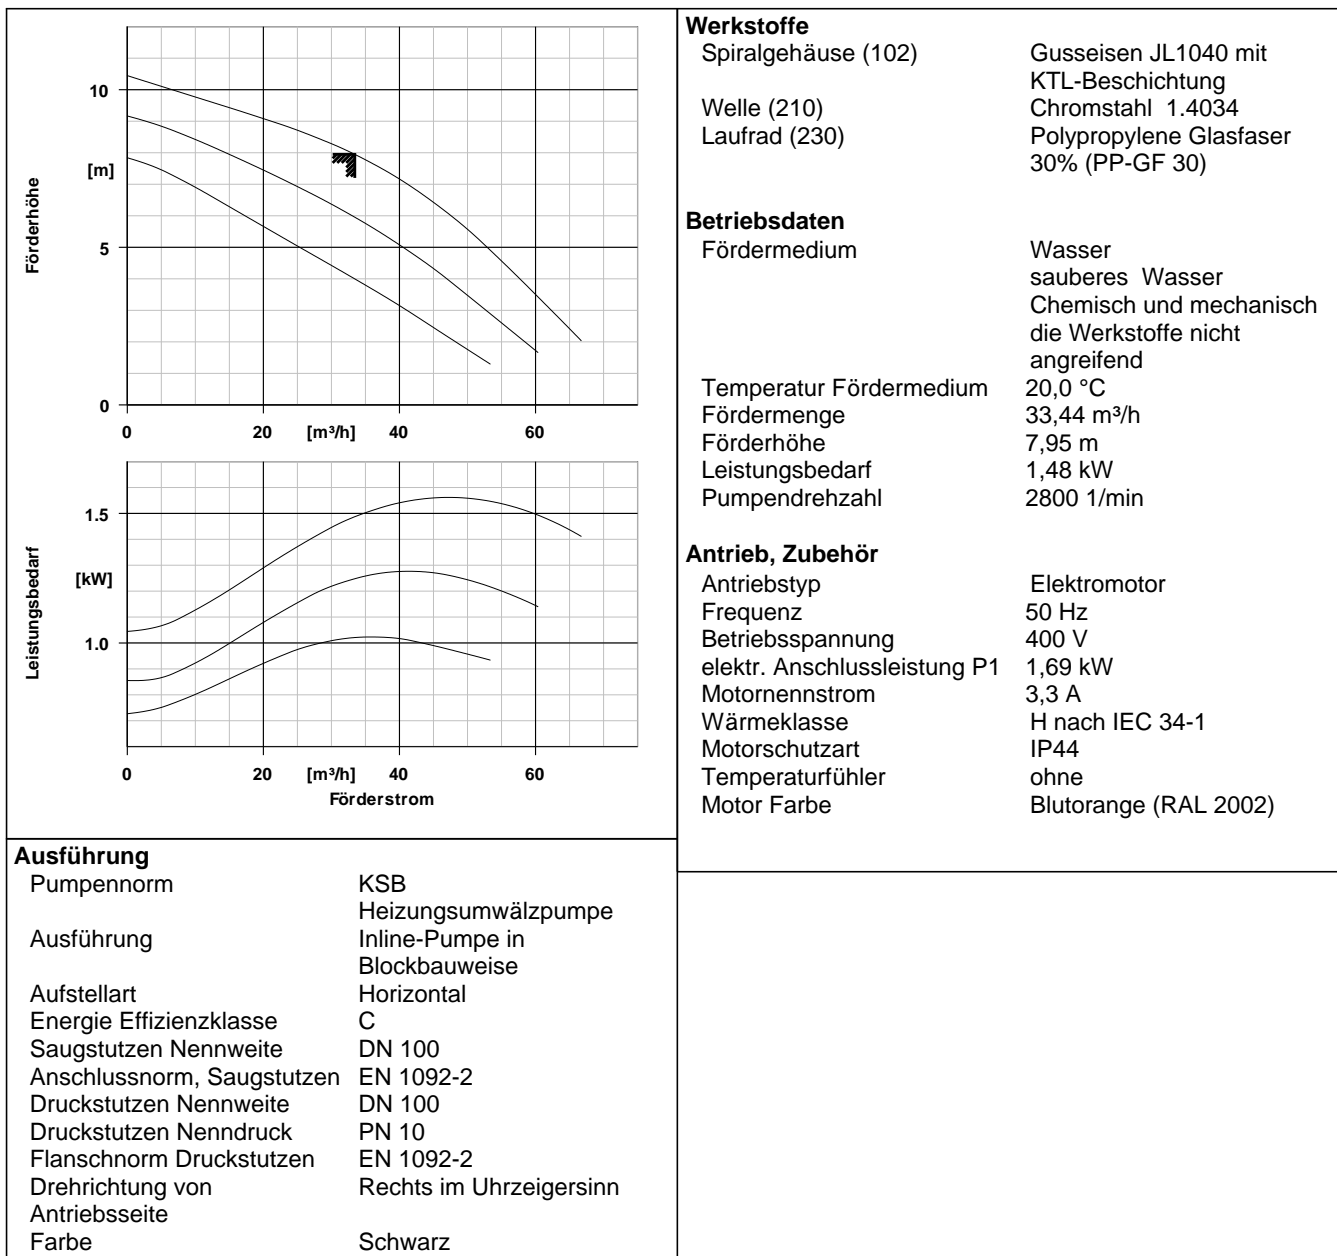 10
[m]
Förderhöhe
5
0
0 20 [m³/h] 40 60
1.5
[kW]
Leistungsbedarf
1.0
0 20 [m³/h] 40 60
Förderstrom
Werkstoffe
Spiralgehäuse (102) Gusseisen JL1040 mit
KTL-Beschichtung
Welle (210) Chromstahl 1.4034
Laufrad (230) Polypropylene Glasfaser
30% (PP-GF 30)
Betriebsdaten
Fördermedium Wasser
sauberes Wasser
Chemisch und mechanisch
die Werkstoffe nicht
angreifend
Temperatur Fördermedium 20,0 °C
Fördermenge 33,44 m³/h
Förderhöhe 7,95 m
Leistungsbedarf 1,48 kW
Pumpendrehzahl 2800 1/min
Antrieb, Zubehör
Antriebstyp Elektromotor
Frequenz 50 Hz
Betriebsspannung 400 V
elektr. Anschlussleistung P1 1,69 kW
Motornennstrom 3,3 A
Wärmeklasse H nach IEC 34-1
Motorschutzart IP44
Temperaturfühler ohne
Motor Farbe Blutorange (RAL 2002)
Ausführung
Pumpennorm KSB
Heizungsumwälzpumpe
Ausführung Inline-Pumpe in
Blockbauweise
Aufstellart Horizontal
Energie Effizienzklasse C
Saugstutzen Nennweite DN 100
Anschlussnorm, Saugstutzen EN 1092-2
Druckstutzen Nennweite DN 100
Druckstutzen Nenndruck PN 10
Flanschnorm Druckstutzen EN 1092-2
Drehrichtung von Rechts im Uhrzeigersinn
Antriebsseite
Farbe Schwarz